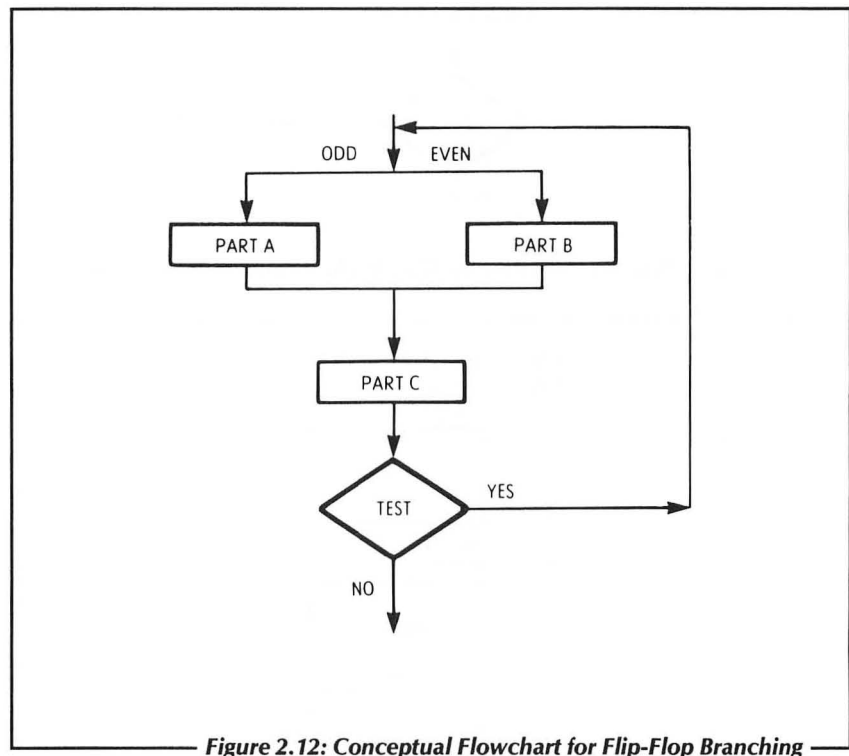 ODD EVEN
PART A PART B
PART C
TEST YES
NO
Figure 2.12: Conceptual Flowchart for Flip-Flop Branching